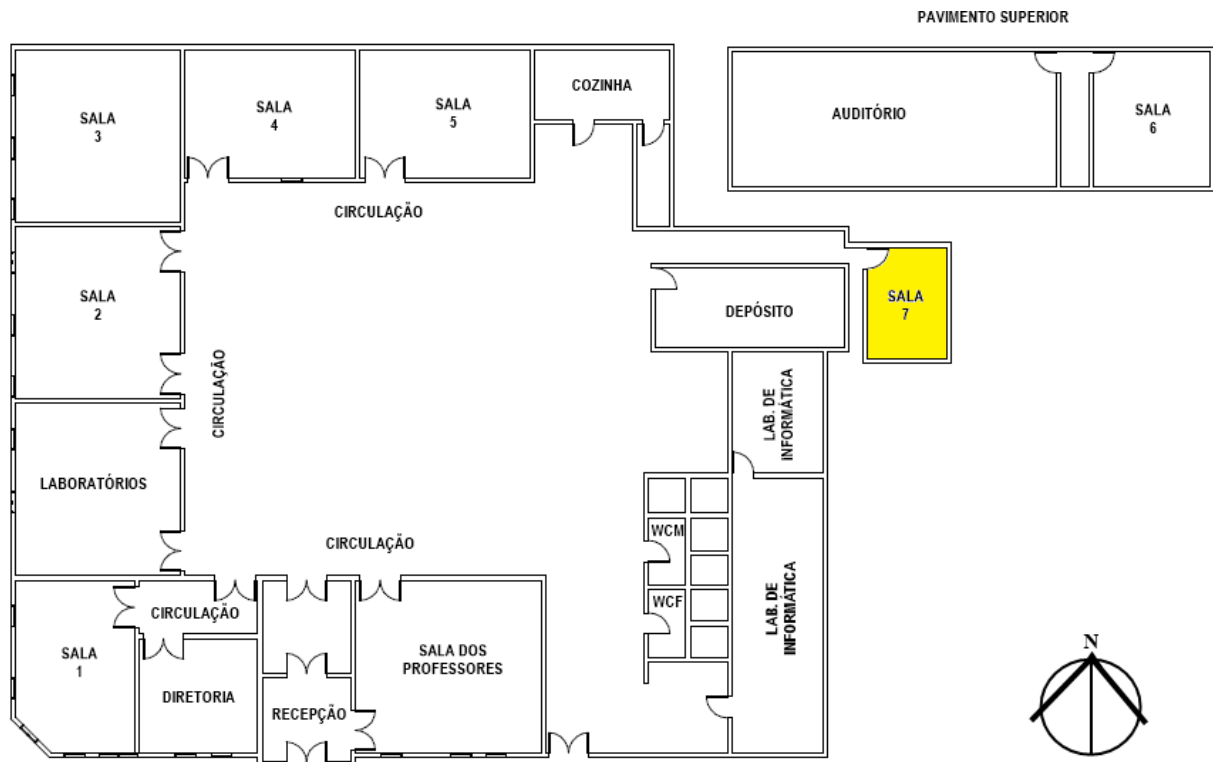 PAVIMENTO SUPERIOR
SALA
3
SALA
4
SALA
5
COZINHA
AUDITÓRIO
SALA
6
CIRCULAÇÃO
SALA
2
CIRCULAÇÃO
DEPÓSITO
SALA
7
LAB. DE
INFORMÁTICA
LABORATÓRIOS
CIRCULAÇÃO
WCM
WCF
LAB. DE
INFORMÁTICA
CIRCULAÇÃO
SALA
1
DIRETORIA
RECEPÇÃO
SALA DOS
PROFESSORES
N